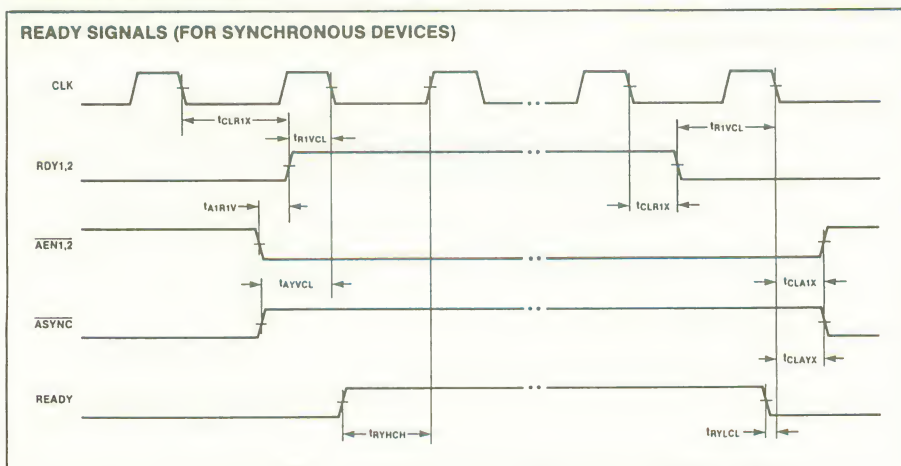 READY SIGNALS (FOR SYNCHRONOUS DEVICES)
CLK
tCLR1X
tR1VCL
tR1VCL
RDY1,2
tA1R1V
tCLR1X
AEN1,2
tAYVCL
tCLA1X
ASYNC
tCLAYX
READY
tRYHCH
tRYLCL